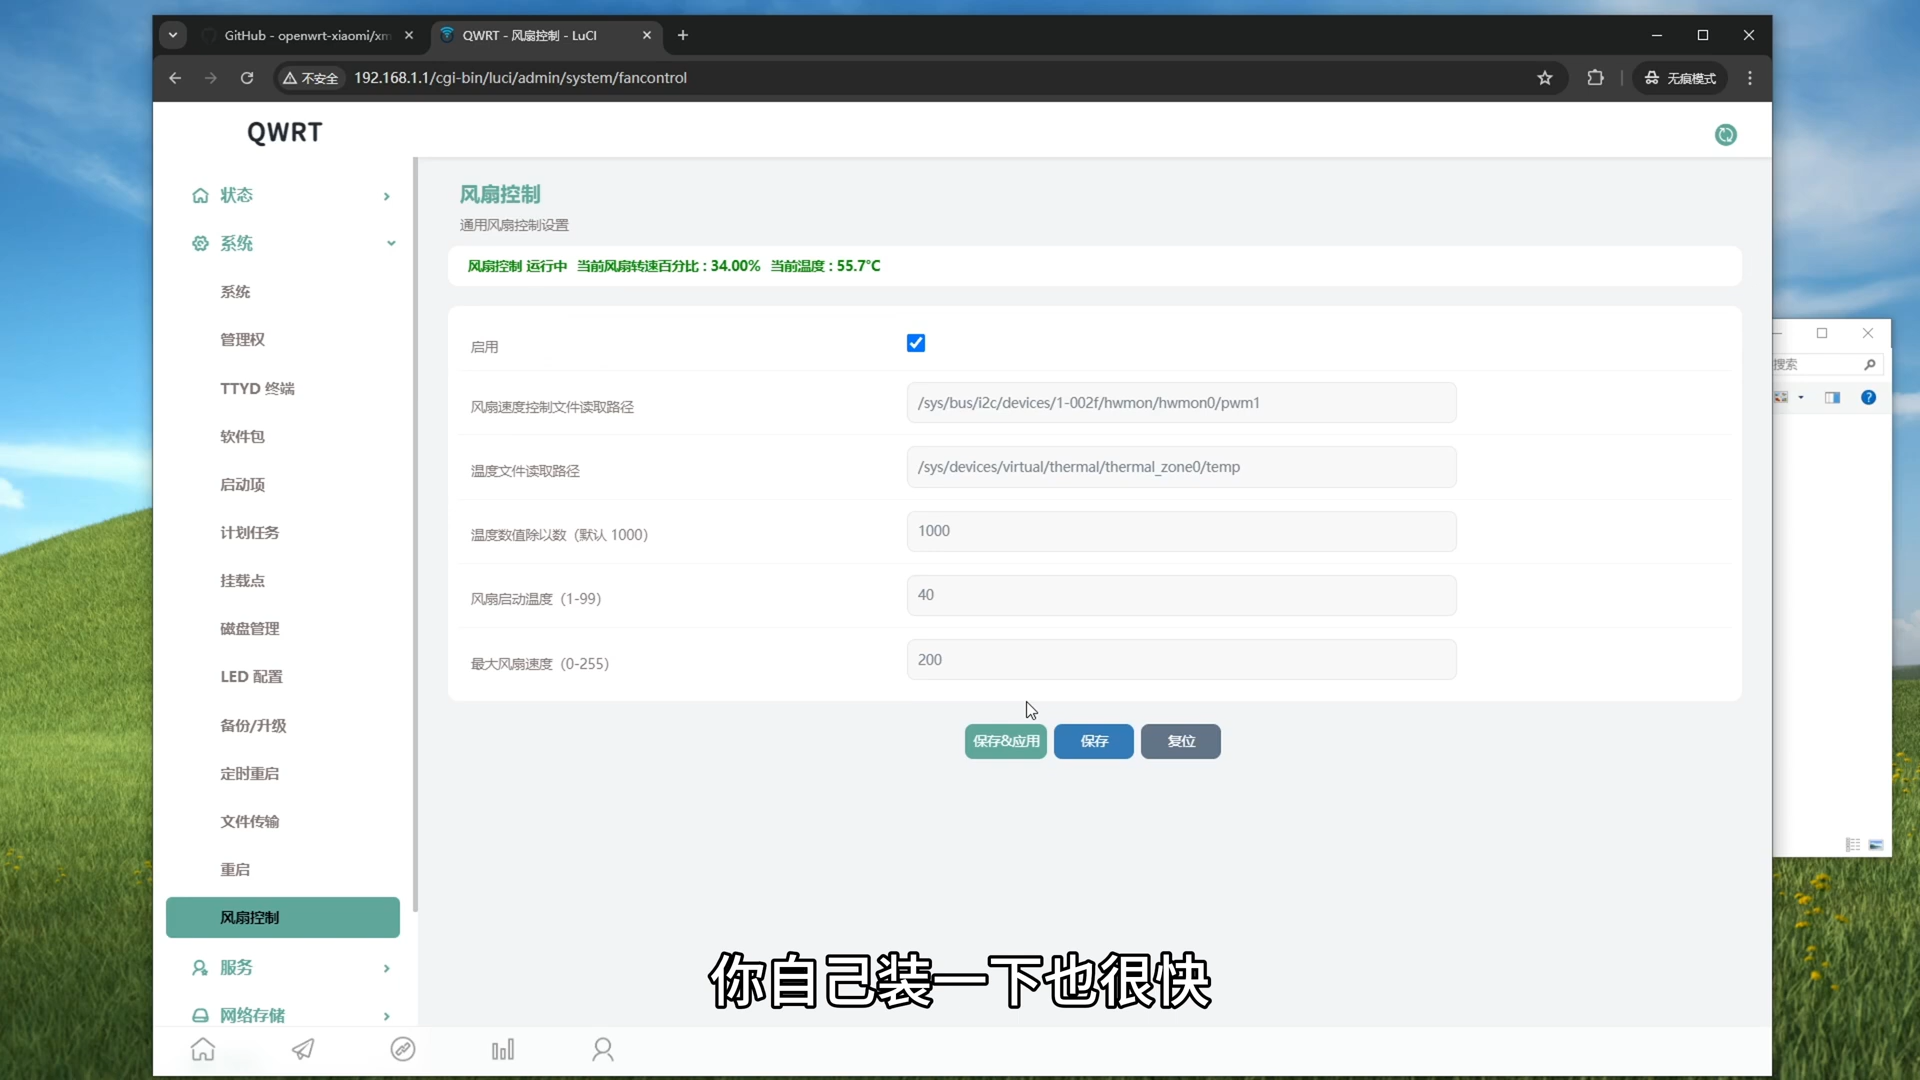 GitHub - openwrt-xiaomi/xm
QWRT - 风扇控制 - LuCI
不安全
192.168.1.1/cgi-bin/luci/admin/system/fancontrol
无痕模式
QWRT
状态
系统
系统
管理权
TTYD 终端
软件包
启动项
计划任务
挂载点
磁盘管理
LED 配置
备份/升级
定时重启
文件传输
重启
风扇控制
服务
网络存储
风扇控制
通用风扇控制设置
风扇控制 运行中 当前风扇转速百分比 : 34.00% 当前温度 : 55.7°C
启用
风扇速度控制文件读取路径
/sys/bus/i2c/devices/1-002f/hwmon/hwmon0/pwm1
温度文件读取路径
/sys/devices/virtual/thermal/thermal_zone0/temp
温度数值除以数（默认 1000）
1000
风扇启动温度（1-99）
40
最大风扇速度（0-255）
200
保存&应用
保存
复位
搜索
你自己装一下也很快